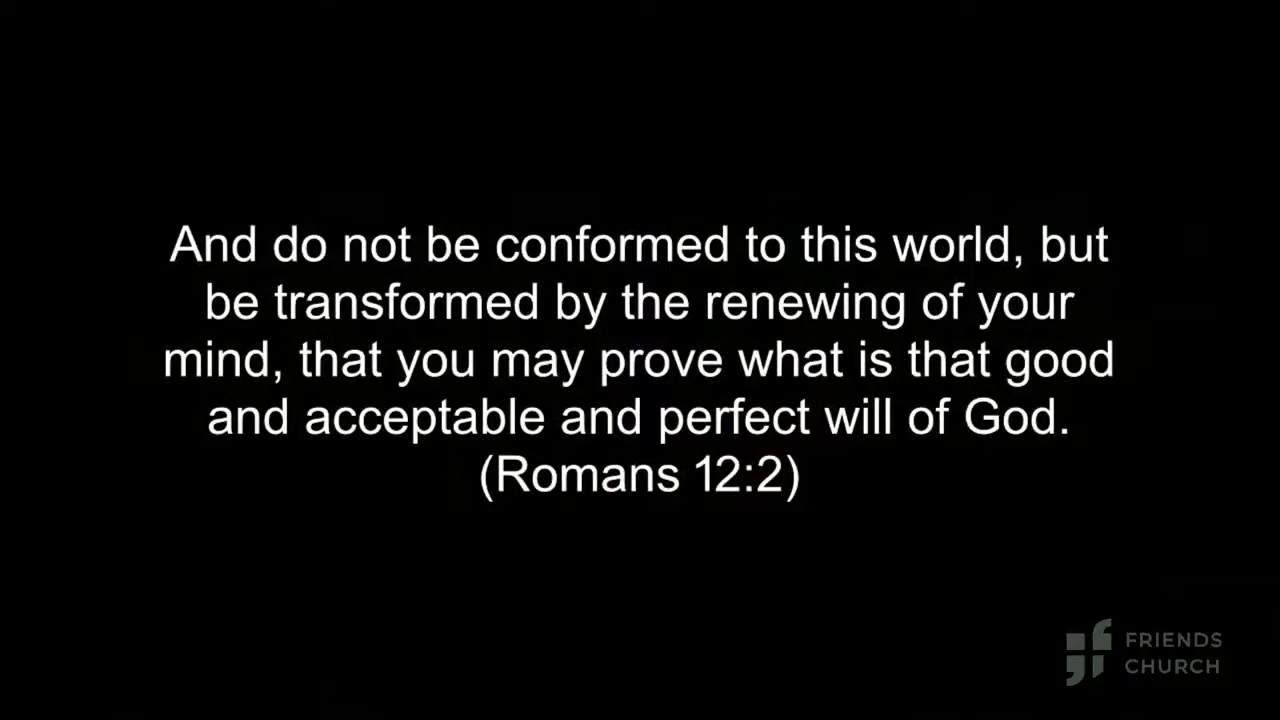 And do not be conformed to this world, but
be transformed by the renewing of your
mind, that you may prove what is that good
and acceptable and perfect will of God.
(Romans 12:2)
FRIENDS
CHURCH